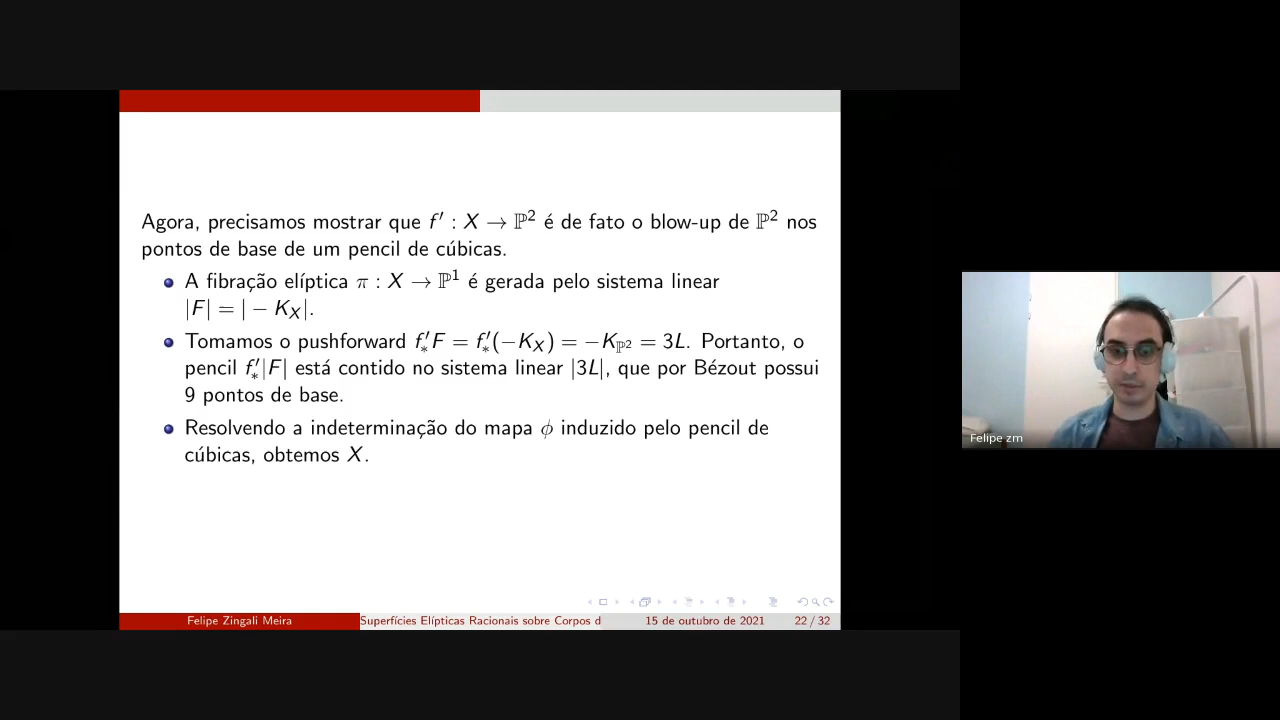 Agora, precisamos mostrar que f′ : X → ℙ² é de fato o blow-up de ℙ² nos
pontos de base de um pencil de cúbicas.
A fibração elíptica π : X → ℙ¹ é gerada pelo sistema linear
|F| = | − K_X|.
Tomamos o pushforward f′_*F = f′_*(−K_X) = −K_ℙ² = 3L. Portanto, o
pencil f′_*|F| está contido no sistema linear |3L|, que por Bézout possui
9 pontos de base.
Resolvendo a indeterminação do mapa ϕ induzido pelo pencil de
cúbicas, obtemos X.
Felipe Zingali Meira
Superfícies Elípticas Racionais sobre Corpos d
15 de outubro de 2021
22 / 32
Felipe zm